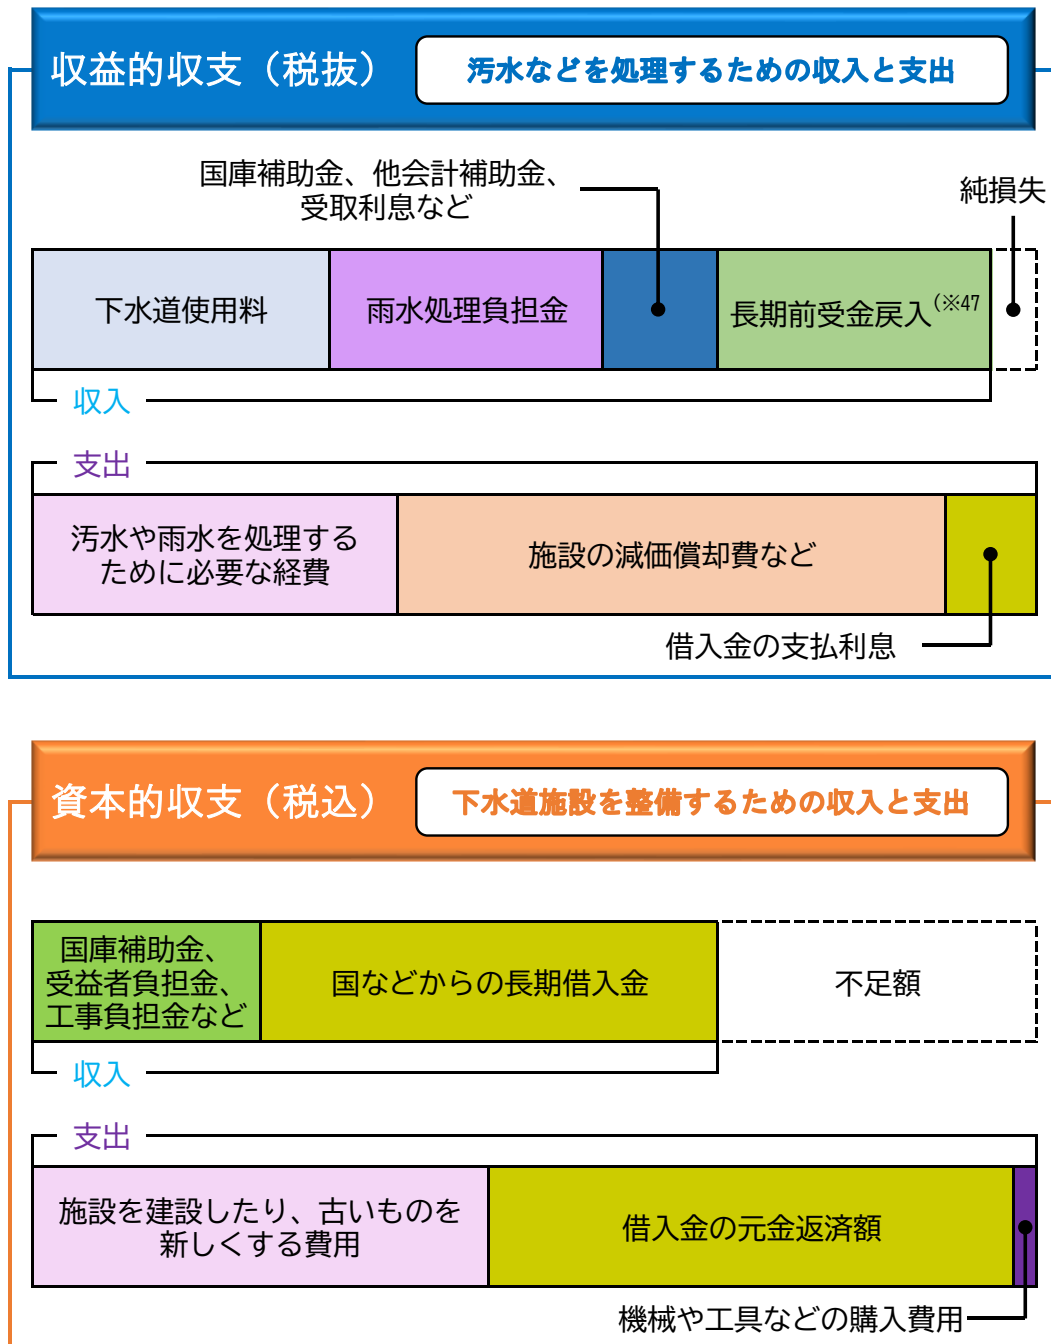 収益的収支（税抜）
汚水などを処理するための収入と支出
国庫補助金、他会計補助金、
受取利息など
純損失
下水道使用料
雨水処理負担金
長期前受金戻入(※47
収入
支出
汚水や雨水を処理する
ために必要な経費
施設の減価償却費など
借入金の支払利息
資本的収支（税込）
下水道施設を整備するための収入と支出
国庫補助金、
受益者負担金、
工事負担金など
国などからの長期借入金
不足額
収入
支出
施設を建設したり、古いものを
新しくする費用
借入金の元金返済額
機械や工具などの購入費用